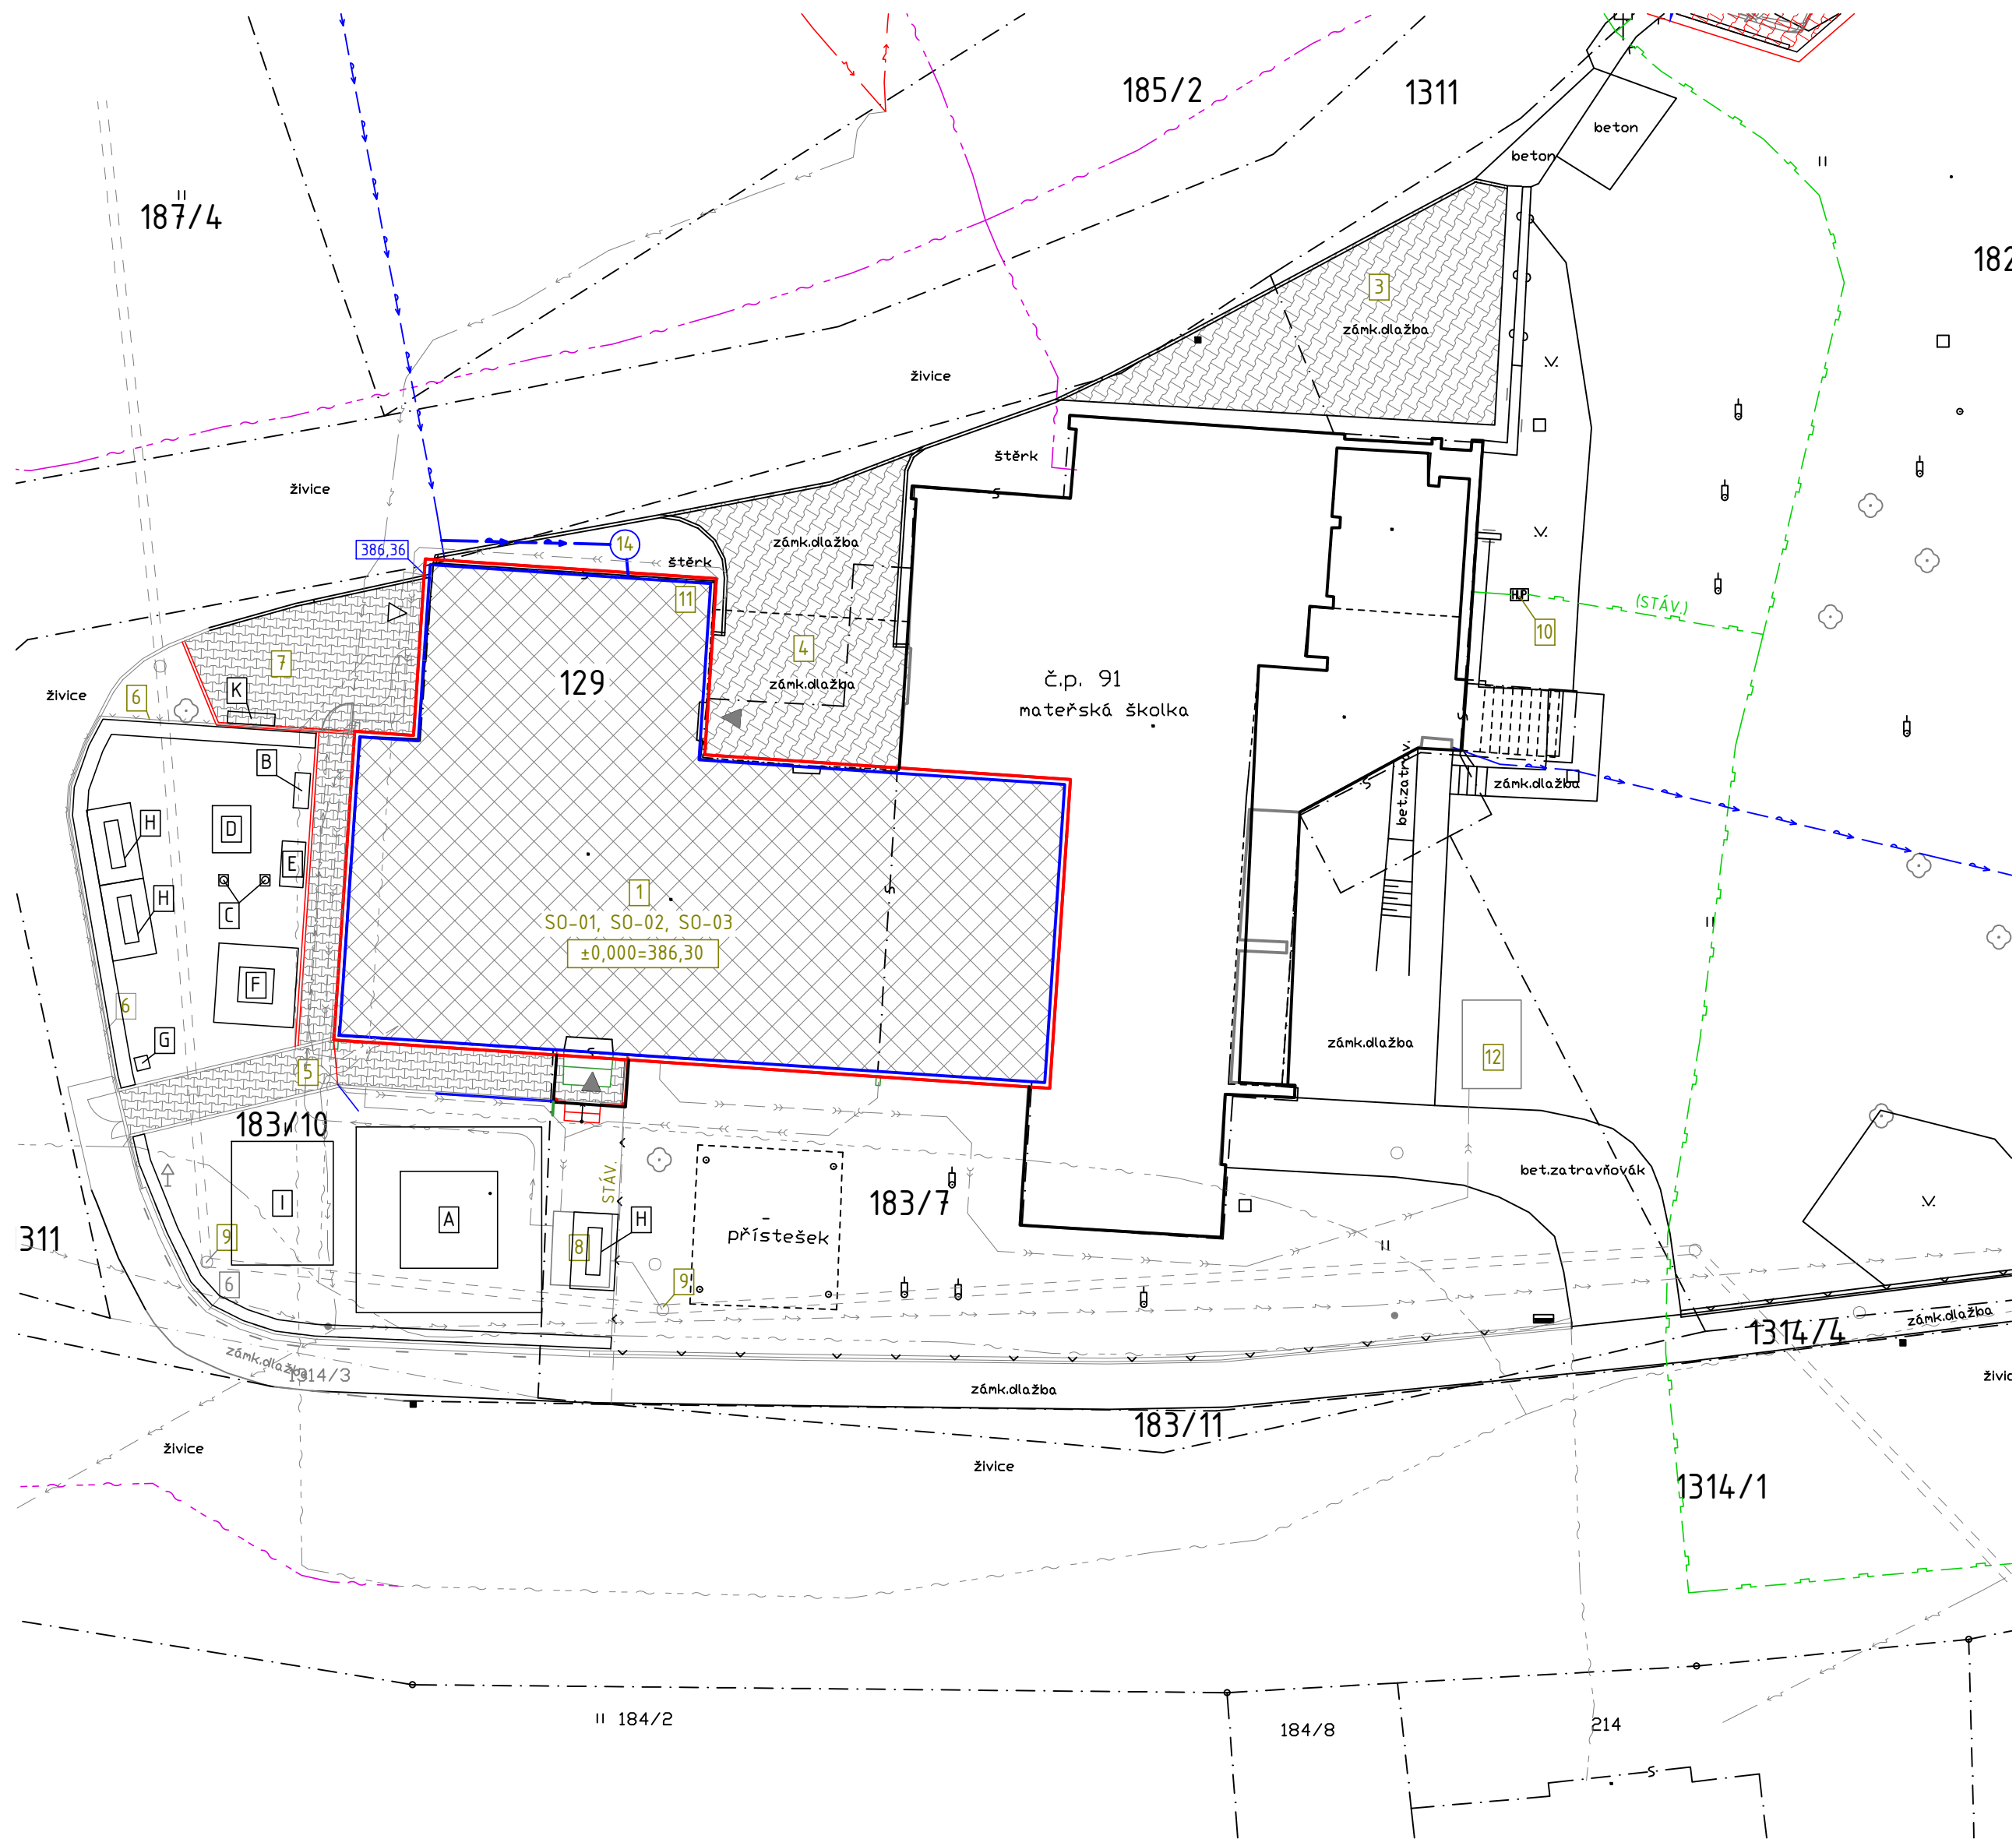 185/2
1311
beton
beton
187/4
182
3
zámk.dlažba
živice
štěrk
živice
386,36
14
zámk.dlažba
štěrk
11
H.P.
(STÁV.)
10
4
7
129
zámk.dlažba
č.p. 91
mateřská školka
K
6
živice
B
bet.zatrav.
zámk.dlažba
H
D
E
H
C
1
SO-01, SO-02, SO-03
±0,000=386,30
F
6
G
zámk.dlažba
12
5
183/10
bet.zatravňovák
I
A
STÁV.
H
183/7
přístešek
8
311
9
9
6
1314/4
zámk.dlažba
zámk.dlažba
1314/3
zámk.dlažba
živic
183/11
živice
živice
1314/1
184/2
184/8
214